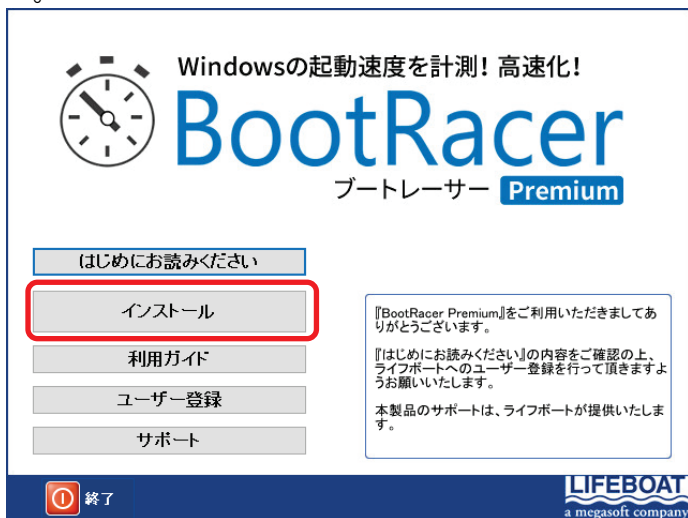 Windowsの起動速度を計測! 高速化!
BootRacer
ブートレーサー Premium
はじめにお読みください
インストール
利用ガイド
ユーザー登録
サポート
『BootRacer Premium』をご利用いただきましてあ
りがとうございます。
『はじめにお読みください』の内容をご確認の上、
ライフボートへのユーザー登録を行って頂きますよ
うお願いいたします。
本製品のサポートは、ライフボートが提供いたしま
す。
終了
LIFEBOAT
a megasoft company